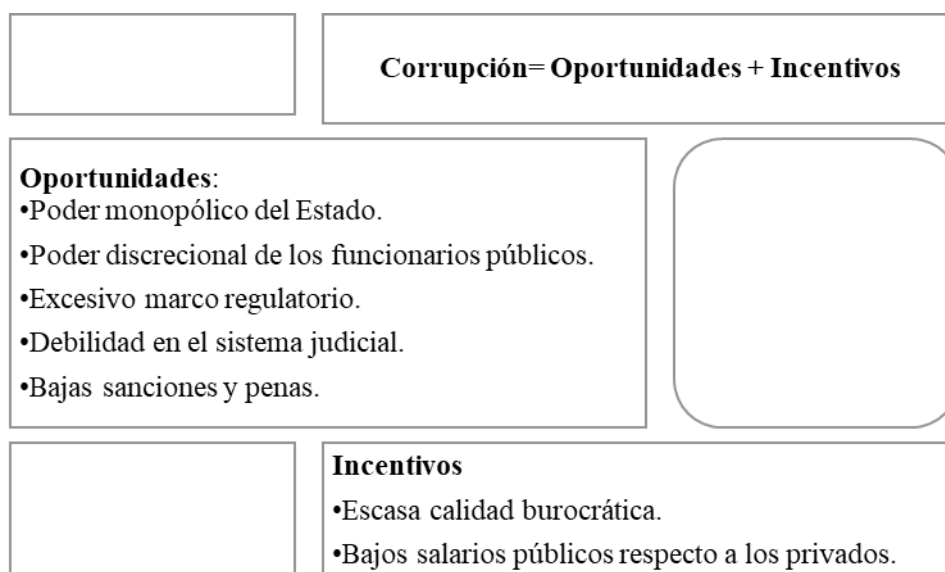 Corrupción= Oportunidades + Incentivos
Oportunidades:
•Poder monopólico del Estado.
•Poder discrecional de los funcionarios públicos.
•Excesivo marco regulatorio.
•Debilidad en el sistema judicial.
•Bajas sanciones y penas.
Incentivos
•Escasa calidad burocrática.
•Bajos salarios públicos respecto a los privados.